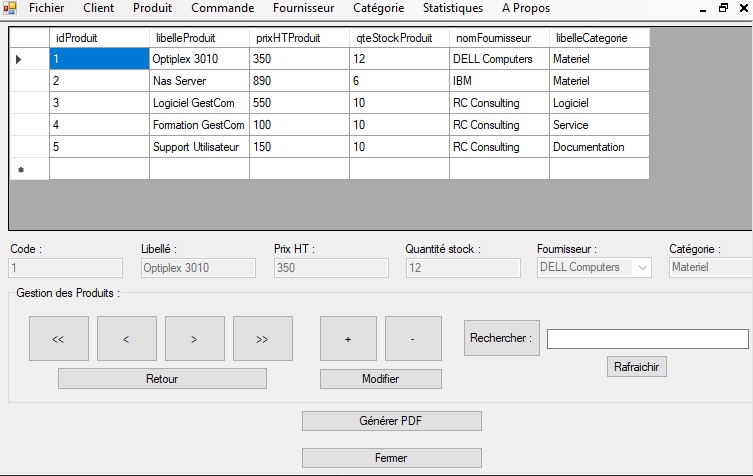 Fichier Client Produit Commande Fournisseur Catégorie Statistiques A Propos
idProduit libelleProduit prixHTProduit qteStockProduit nomFournisseur libelleCategorie
1 Optiplex 3010 350 12 DELL Computers Materiel
2 Nas Server 890 6 IBM Materiel
3 Logiciel GestCom 550 10 RC Consulting Logiciel
4 Formation GestCom 100 10 RC Consulting Service
5 Support Utilisateur 150 10 RC Consulting Documentation
Code : Libellé : Prix HT : Quantité stock : Fournisseur : Catégorie :
1 Optiplex 3010 350 12 DELL Computers Materiel
Gestion des Produits :
<< < > >> + - Rechercher :
Retour Modifier Rafraichir
Générer PDF
Fermer